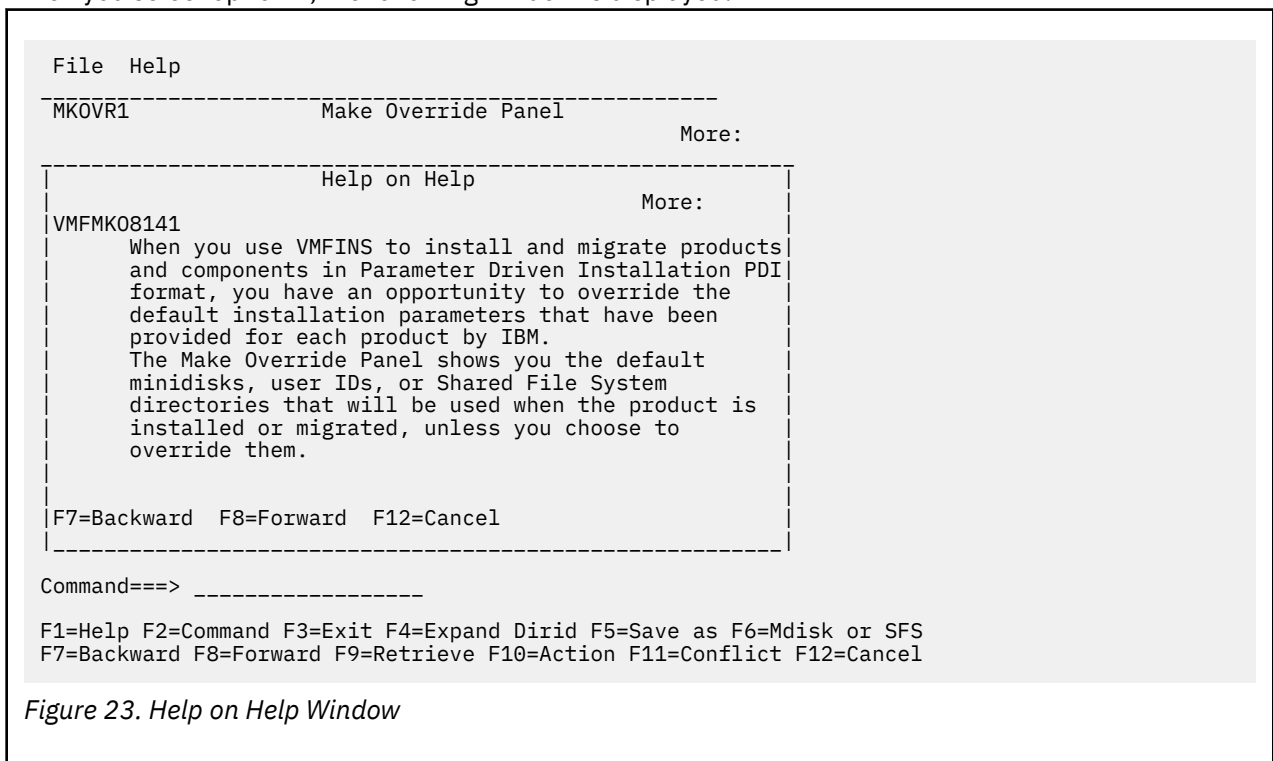 File Help
MKOVR1 Make Override Panel
More:
Help on Help
More:
VMFMKO8141
When you use VMFINS to install and migrate products
and components in Parameter Driven Installation PDI
format, you have an opportunity to override the
default installation parameters that have been
provided for each product by IBM.
The Make Override Panel shows you the default
minidisks, user IDs, or Shared File System
directories that will be used when the product is
installed or migrated, unless you choose to
override them.
F7=Backward F8=Forward F12=Cancel
Command===> __________________
F1=Help F2=Command F3=Exit F4=Expand Dirid F5=Save as F6=Mdisk or SFS
F7=Backward F8=Forward F9=Retrieve F10=Action F11=Conflict F12=Cancel
Figure 23. Help on Help Window